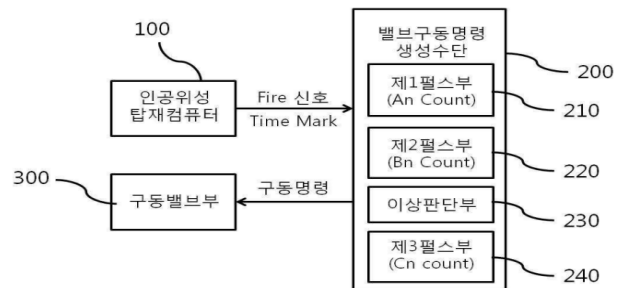 100
인공위성
탑재컴퓨터
Fire 신호
Time Mark
밸브구동명령
생성수단
200
제1펄스부
(An Count)
210
제2펄스부
(Bn Count)
220
이상판단부
230
제3펄스부
(Cn count)
240
300
구동밸브부
구동명령